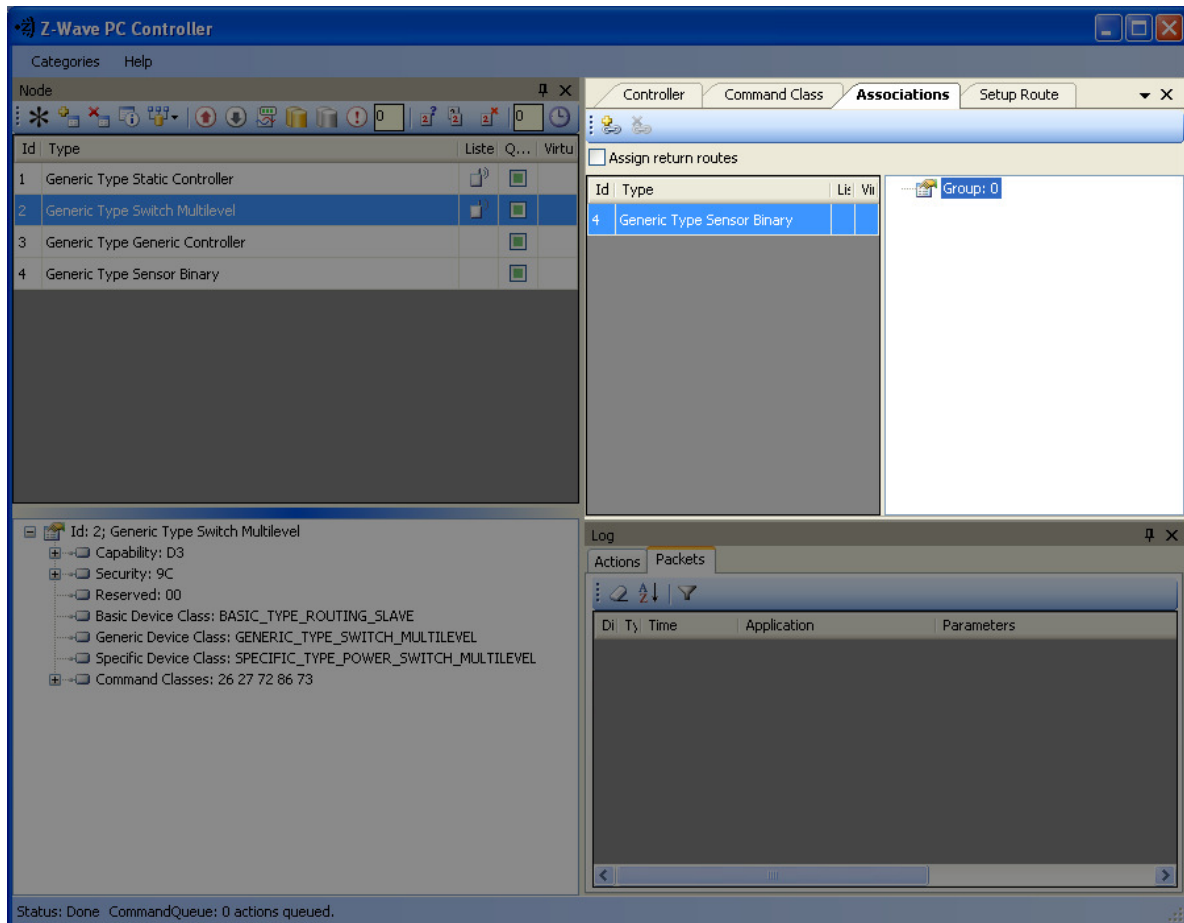 Z-Wave PC Controller
Categories Help
Node
0 0
Id Type Liste Q... Virtu
1 Generic Type Static Controller
2 Generic Type Switch Multilevel
3 Generic Type Generic Controller
4 Generic Type Sensor Binary
Id: 2; Generic Type Switch Multilevel
Capability: D3
Security: 9C
Reserved: 00
Basic Device Class: BASIC_TYPE_ROUTING_SLAVE
Generic Device Class: GENERIC_TYPE_SWITCH_MULTILEVEL
Specific Device Class: SPECIFIC_TYPE_POWER_SWITCH_MULTILEVEL
Command Classes: 26 27 72 86 73
Controller Command Class Associations Setup Route
Assign return routes
Id Type Lis Vir
4 Generic Type Sensor Binary
Group: 0
Log
Actions Packets
Di Ty Time Application Parameters
Status: Done CommandQueue: 0 actions queued.